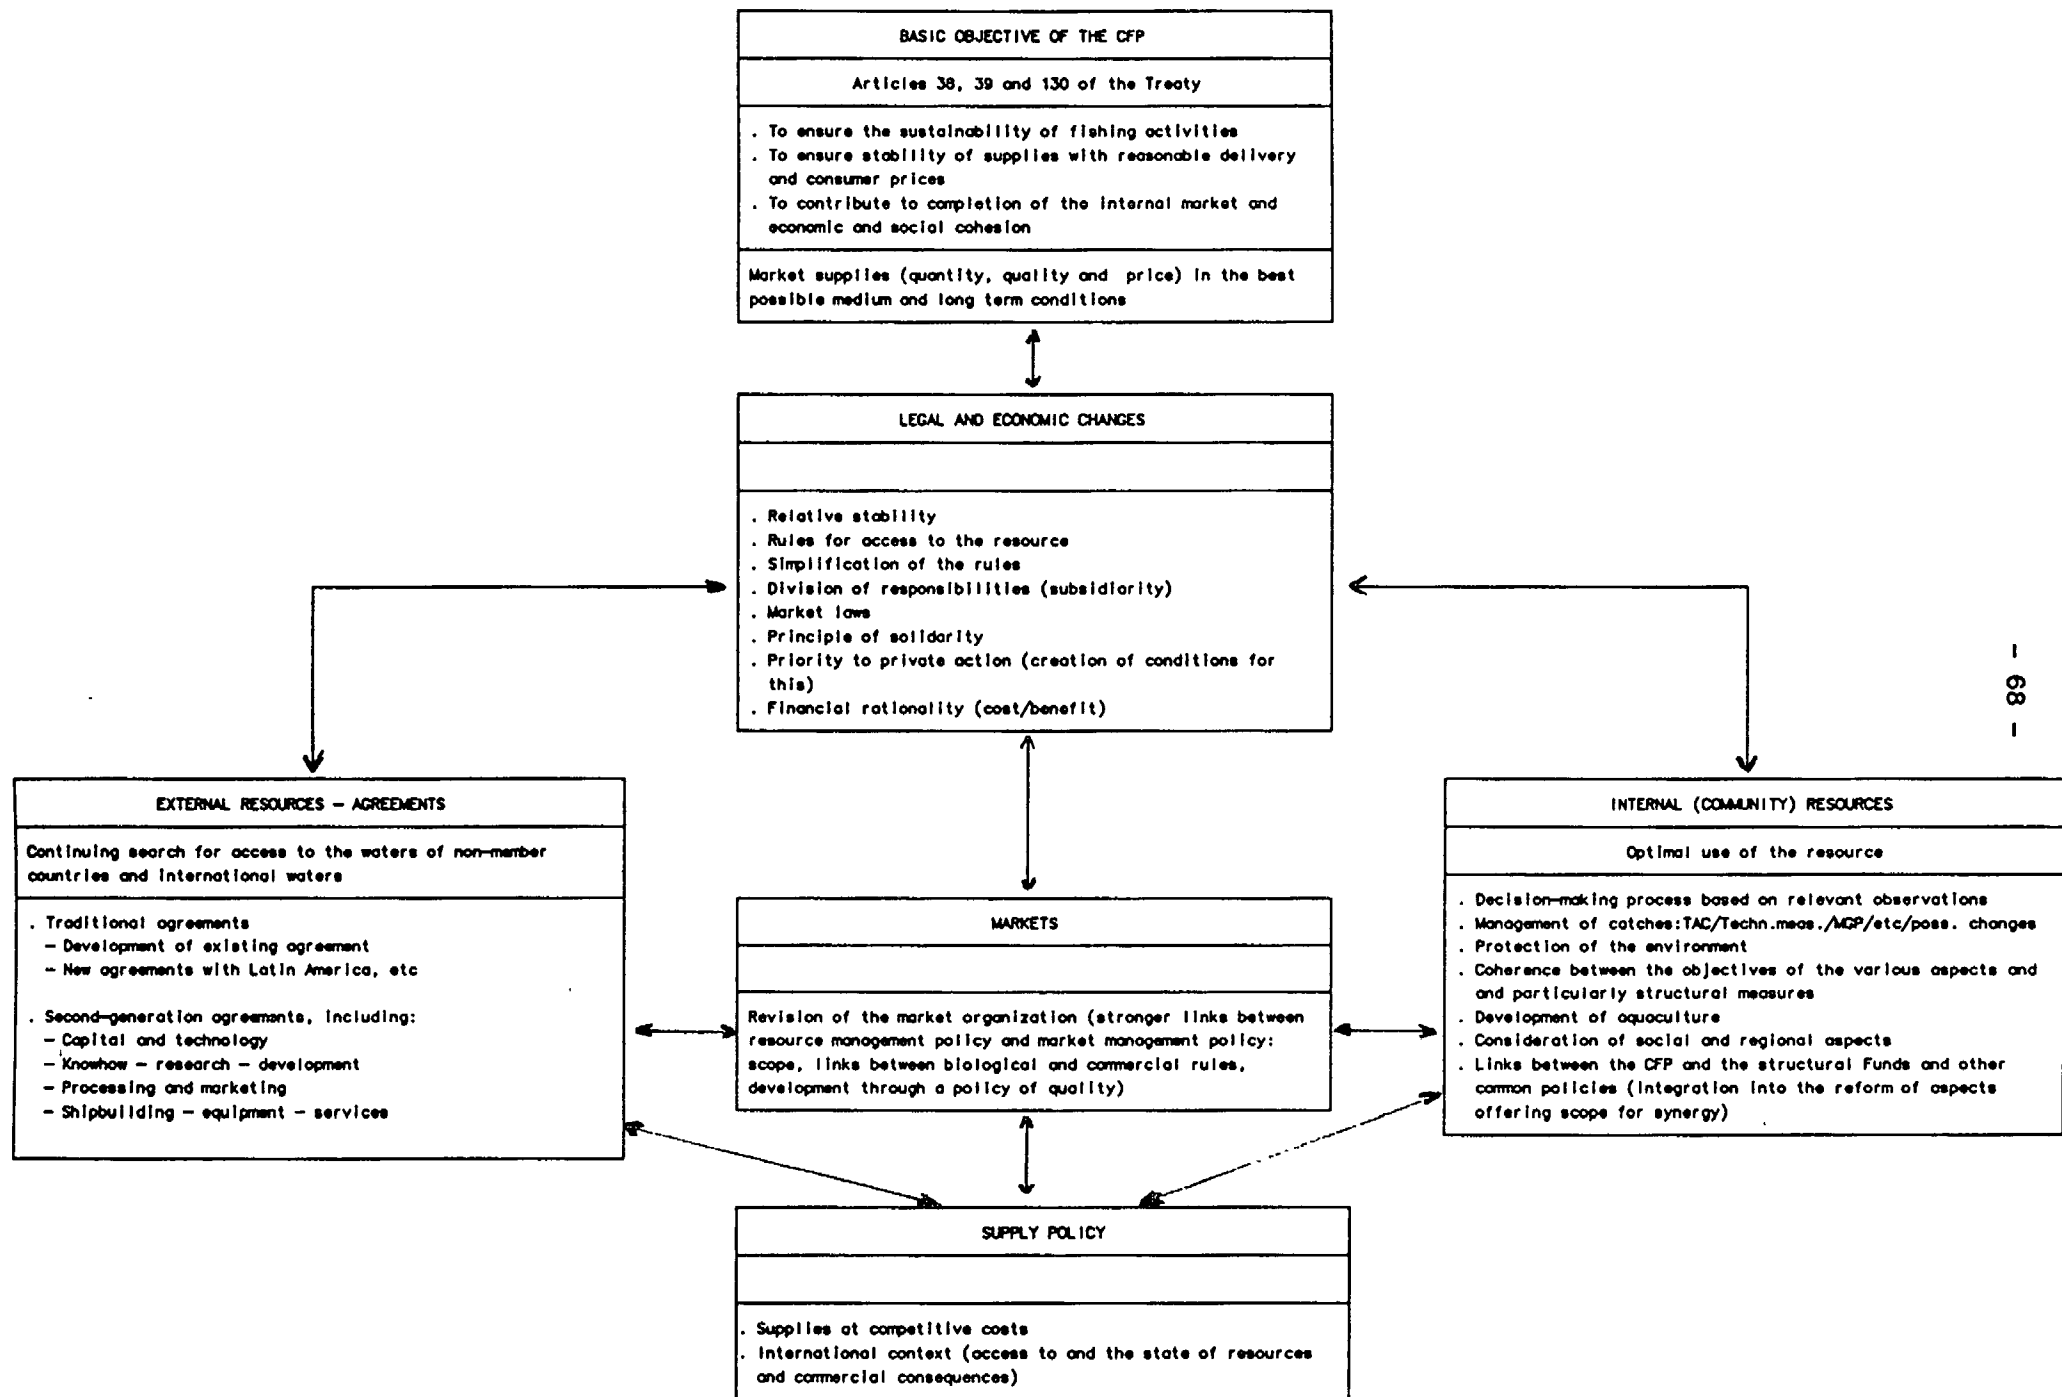 BASIC OBJECTIVE OF THE CFP
Articles 38, 39 and 130 of the Treaty
. To ensure the sustainability of fishing activities
. To ensure stability of supplies with reasonable delivery
and consumer prices
. To contribute to completion of the internal market and
economic and social cohesion
Market supplies (quantity, quality and price) in the best
possible medium and long term conditions
LEGAL AND ECONOMIC CHANGES
. Relative stability
. Rules for access to the resource
. Simplification of the rules
. Division of responsibilities (subsidiarity)
. Market laws
. Principle of solidarity
. Priority to private action (creation of conditions for
this)
. Financial rationality (cost/benefit)
- 68 -
EXTERNAL RESOURCES – AGREEMENTS
Continuing search for access to the waters of non-member
countries and international waters
. Traditional agreements
– Development of existing agreement
– New agreements with Latin America, etc
. Second-generation agreements, including:
– Capital and technology
– Knowhow – research – development
– Processing and marketing
– Shipbuilding – equipment – services
MARKETS
Revision of the market organization (stronger links between
resource management policy and market management policy:
scope, links between biological and commercial rules,
development through a policy of quality)
INTERNAL (COMMUNITY) RESOURCES
Optimal use of the resource
. Decision-making process based on relevant observations
. Management of catches:TAC/Techn.meas./MGP/etc/poss. changes
. Protection of the environment
. Coherence between the objectives of the various aspects and
and particularly structural measures
. Development of aquaculture
. Consideration of social and regional aspects
. Links between the CFP and the structural Funds and other
common policies (integration into the reform of aspects
offering scope for synergy)
SUPPLY POLICY
. Supplies at competitive costs
. International context (access to and the state of resources
and commercial consequences)